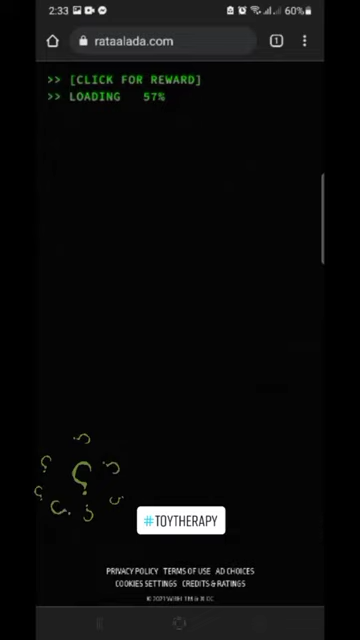 2:33 60%
rataalada.com 1
>> [CLICK FOR REWARD]
>> LOADING 57%
? ? ? ? ? ? ? ?
#TOYTHERAPY
PRIVACY POLICY TERMS OF USE AD CHOICES
COOKIES SETTINGS CREDITS & RATINGS